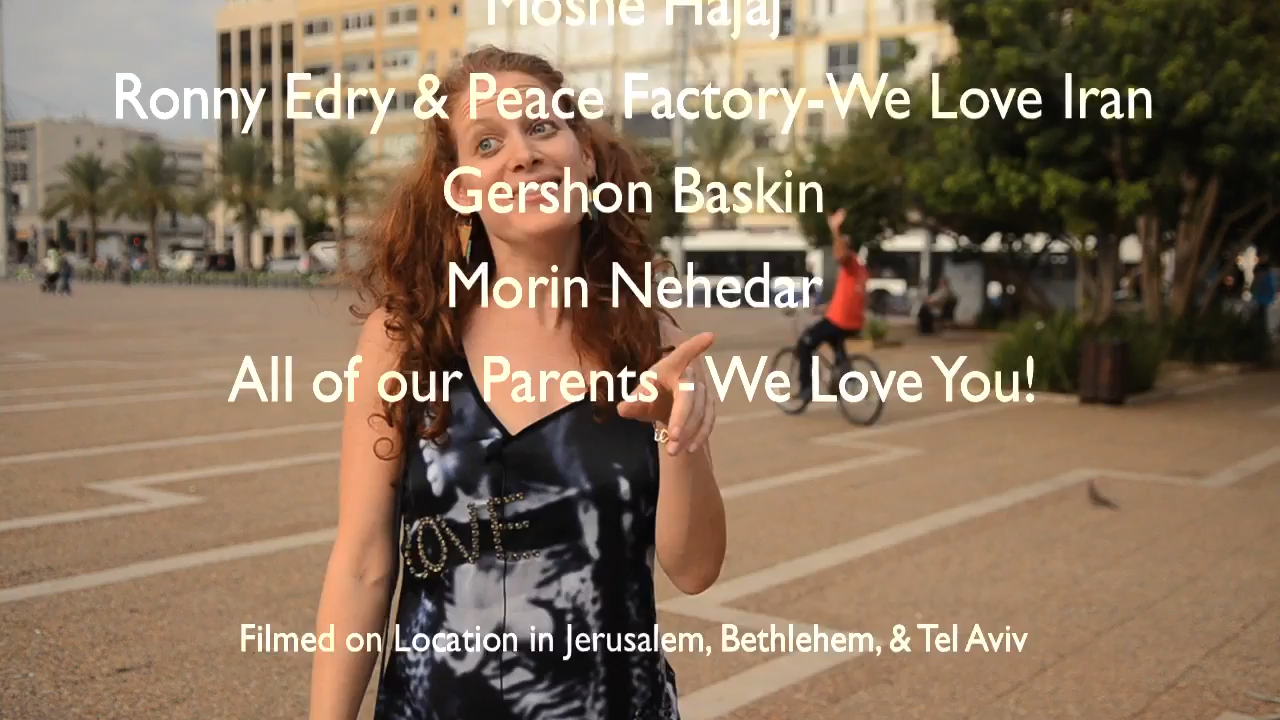 Moshe Hajaj
Ronny Edry & Peace Factory-We Love Iran
Gershon Baskin
Morin Nehedar
All of our Parents - We Love You!
LOVE
Filmed on Location in Jerusalem, Bethlehem, & Tel Aviv